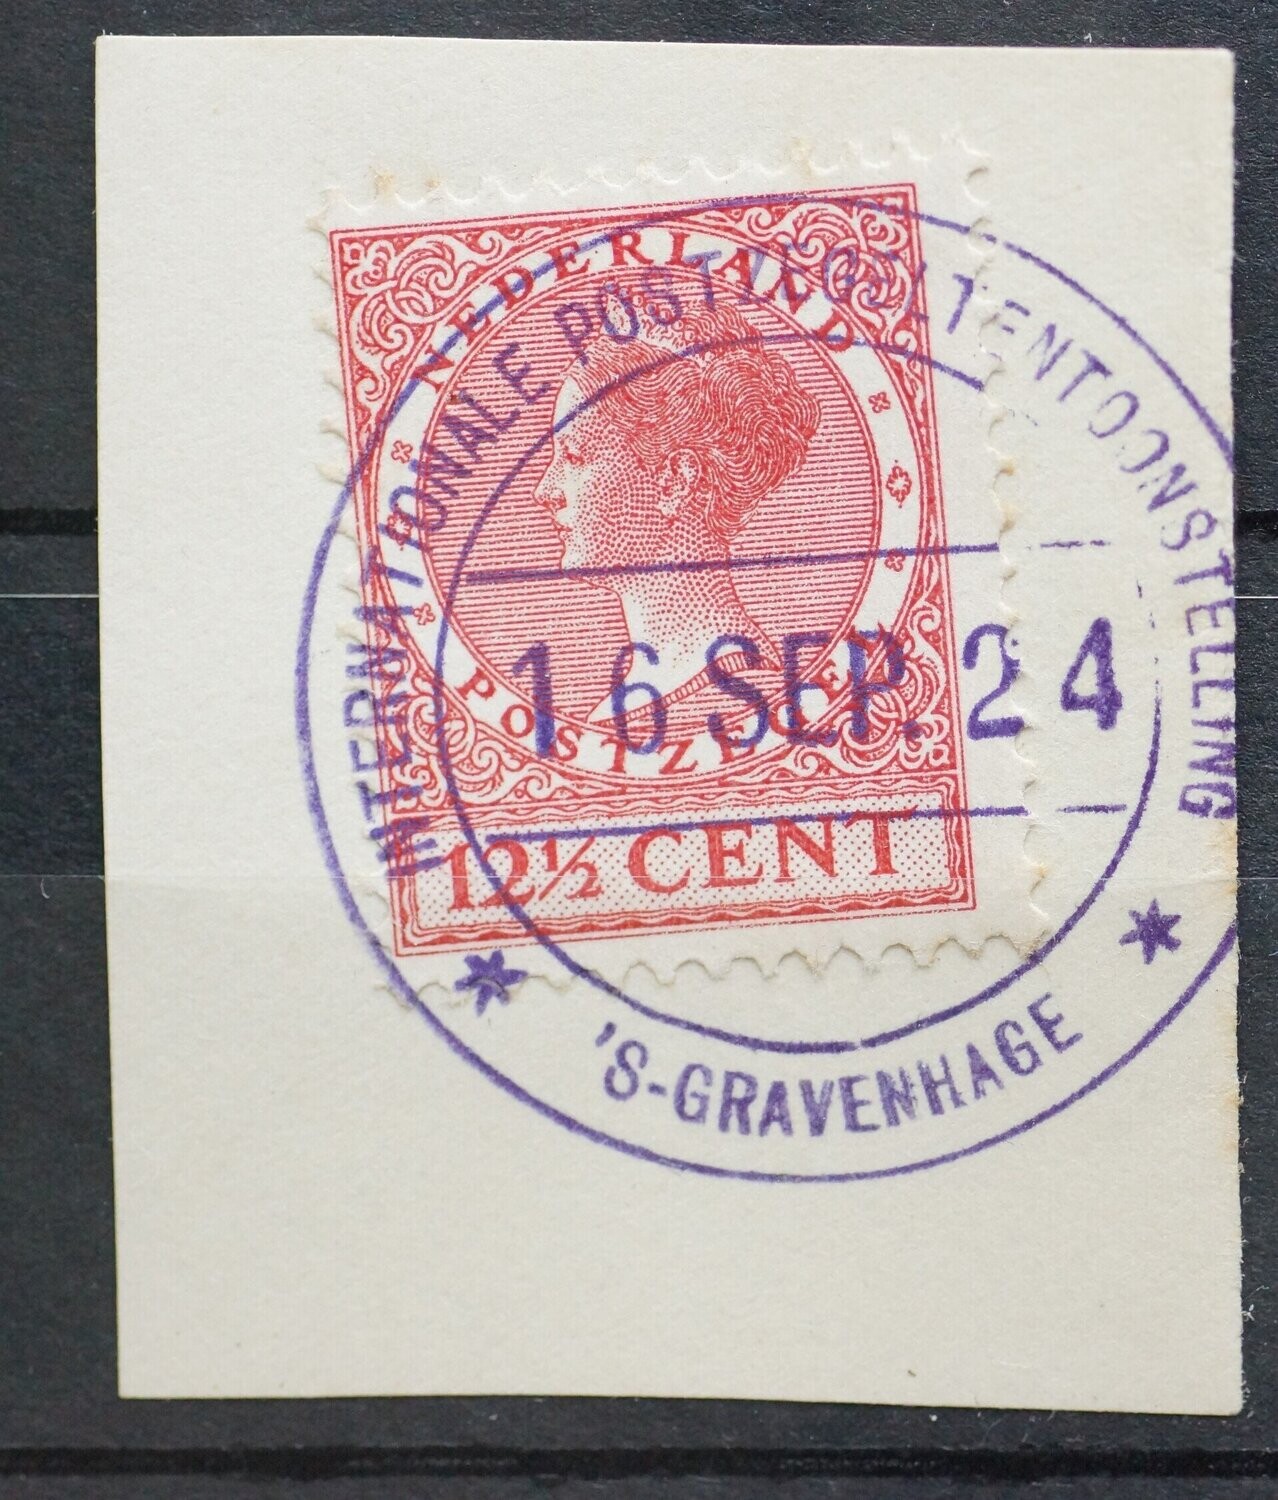 NEDERLAND
POSTZEGEL
12½ CENT
INTERNATIONALE POSTZEGELTENTOONSTELLING
16 SEP. 24
* 'S-GRAVENHAGE *